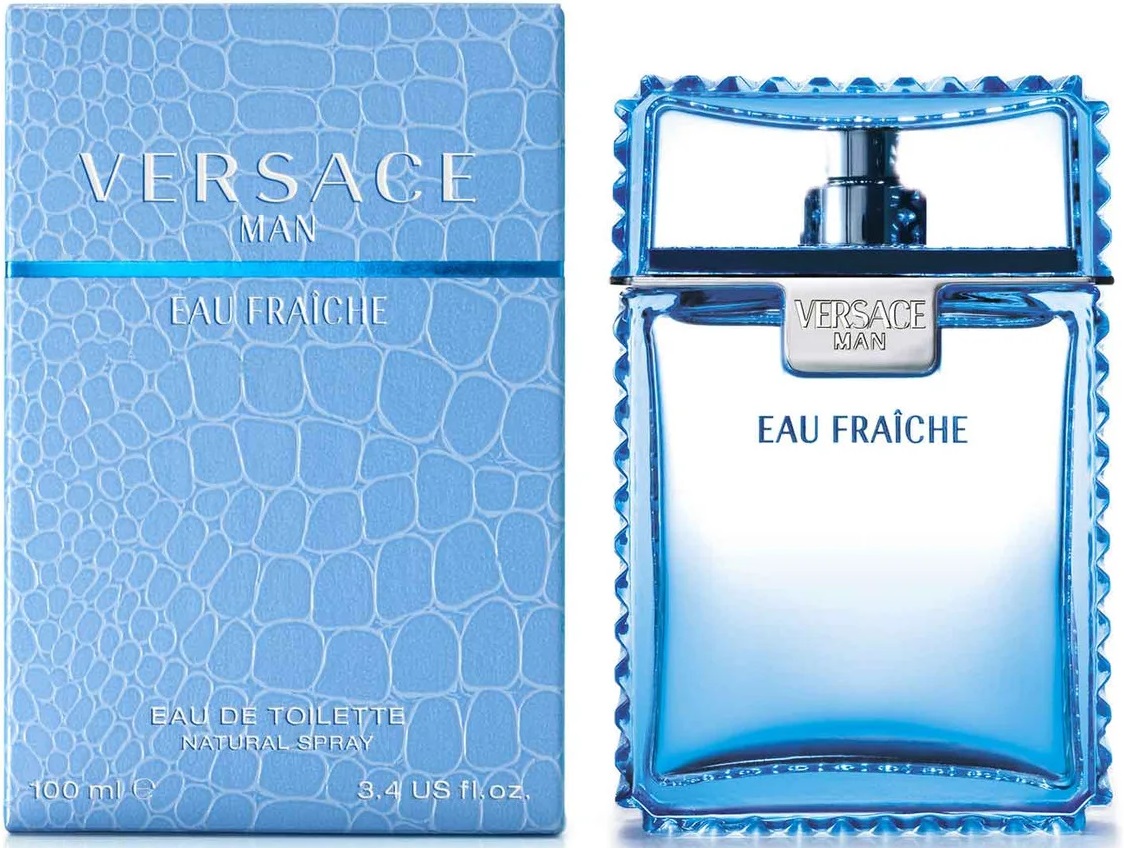 VERSACE
MAN
EAU FRAÎCHE
EAU DE TOILETTE
NATURAL SPRAY
100 ml ℮ 3.4 US fl.oz.
VERSACE
MAN
EAU FRAÎCHE